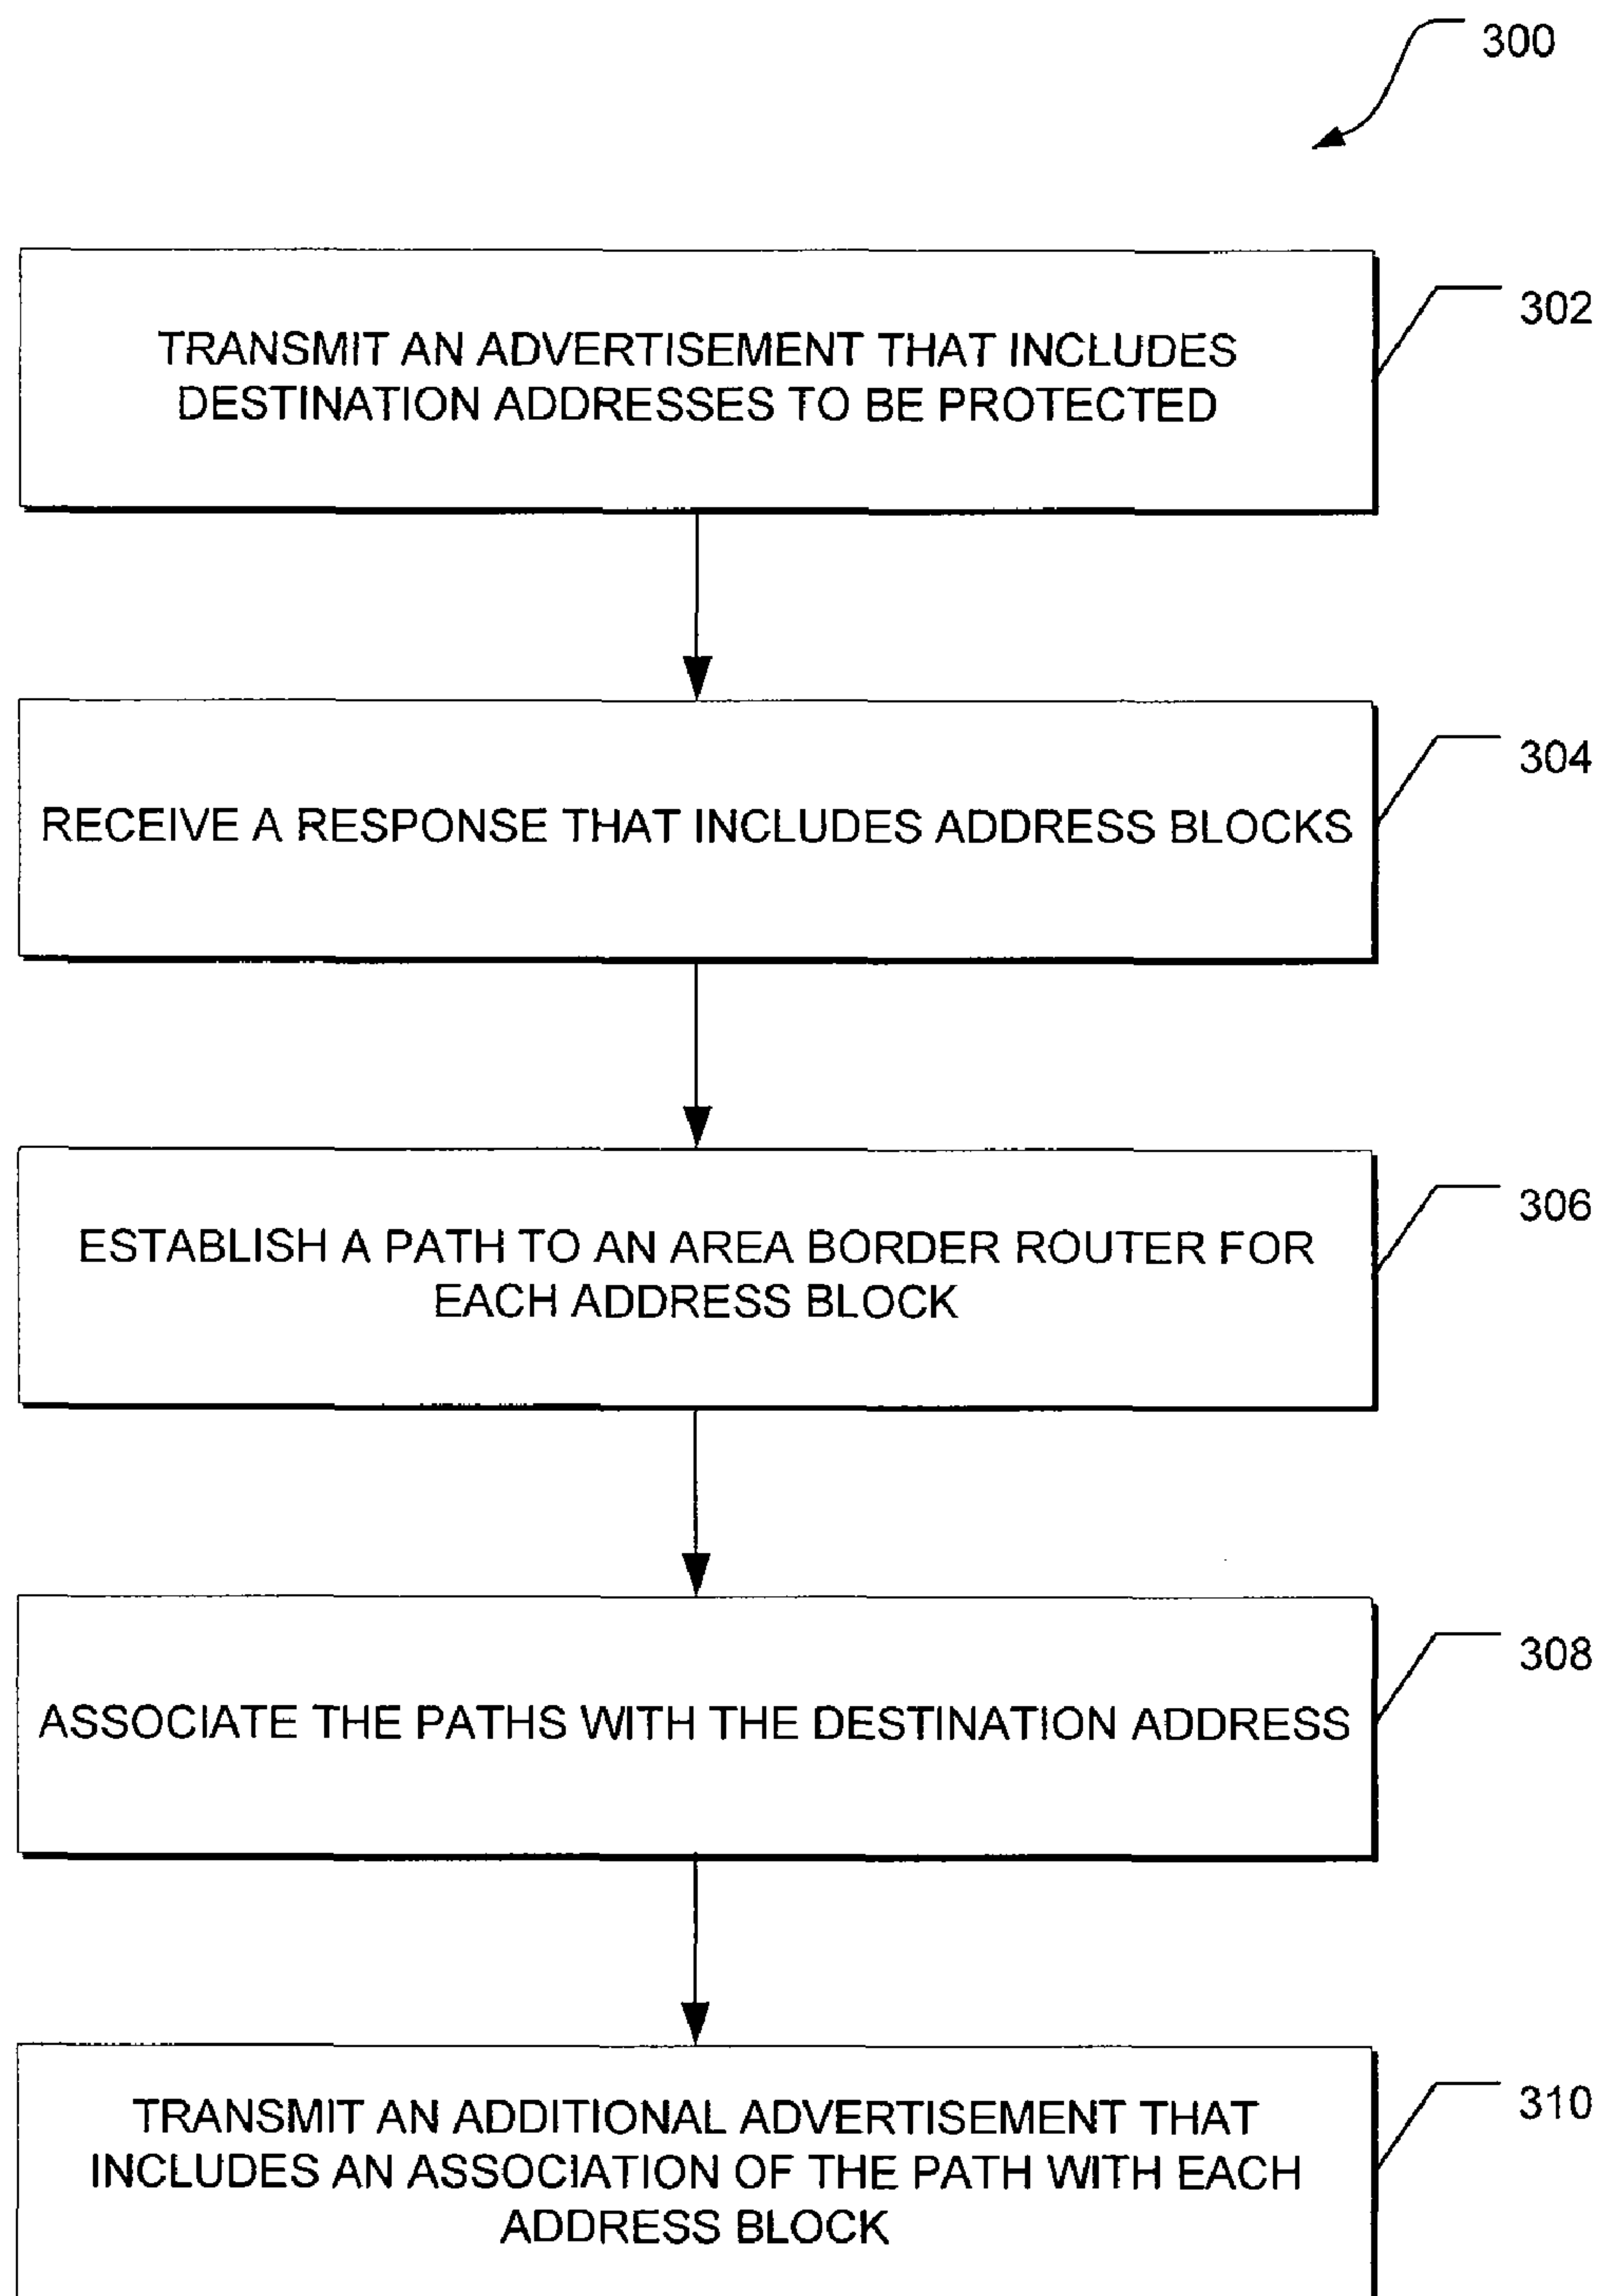 300
302
TRANSMIT AN ADVERTISEMENT THAT INCLUDES
DESTINATION ADDRESSES TO BE PROTECTED
304
RECEIVE A RESPONSE THAT INCLUDES ADDRESS BLOCKS
306
ESTABLISH A PATH TO AN AREA BORDER ROUTER FOR
EACH ADDRESS BLOCK
308
ASSOCIATE THE PATHS WITH THE DESTINATION ADDRESS
310
TRANSMIT AN ADDITIONAL ADVERTISEMENT THAT
INCLUDES AN ASSOCIATION OF THE PATH WITH EACH
ADDRESS BLOCK